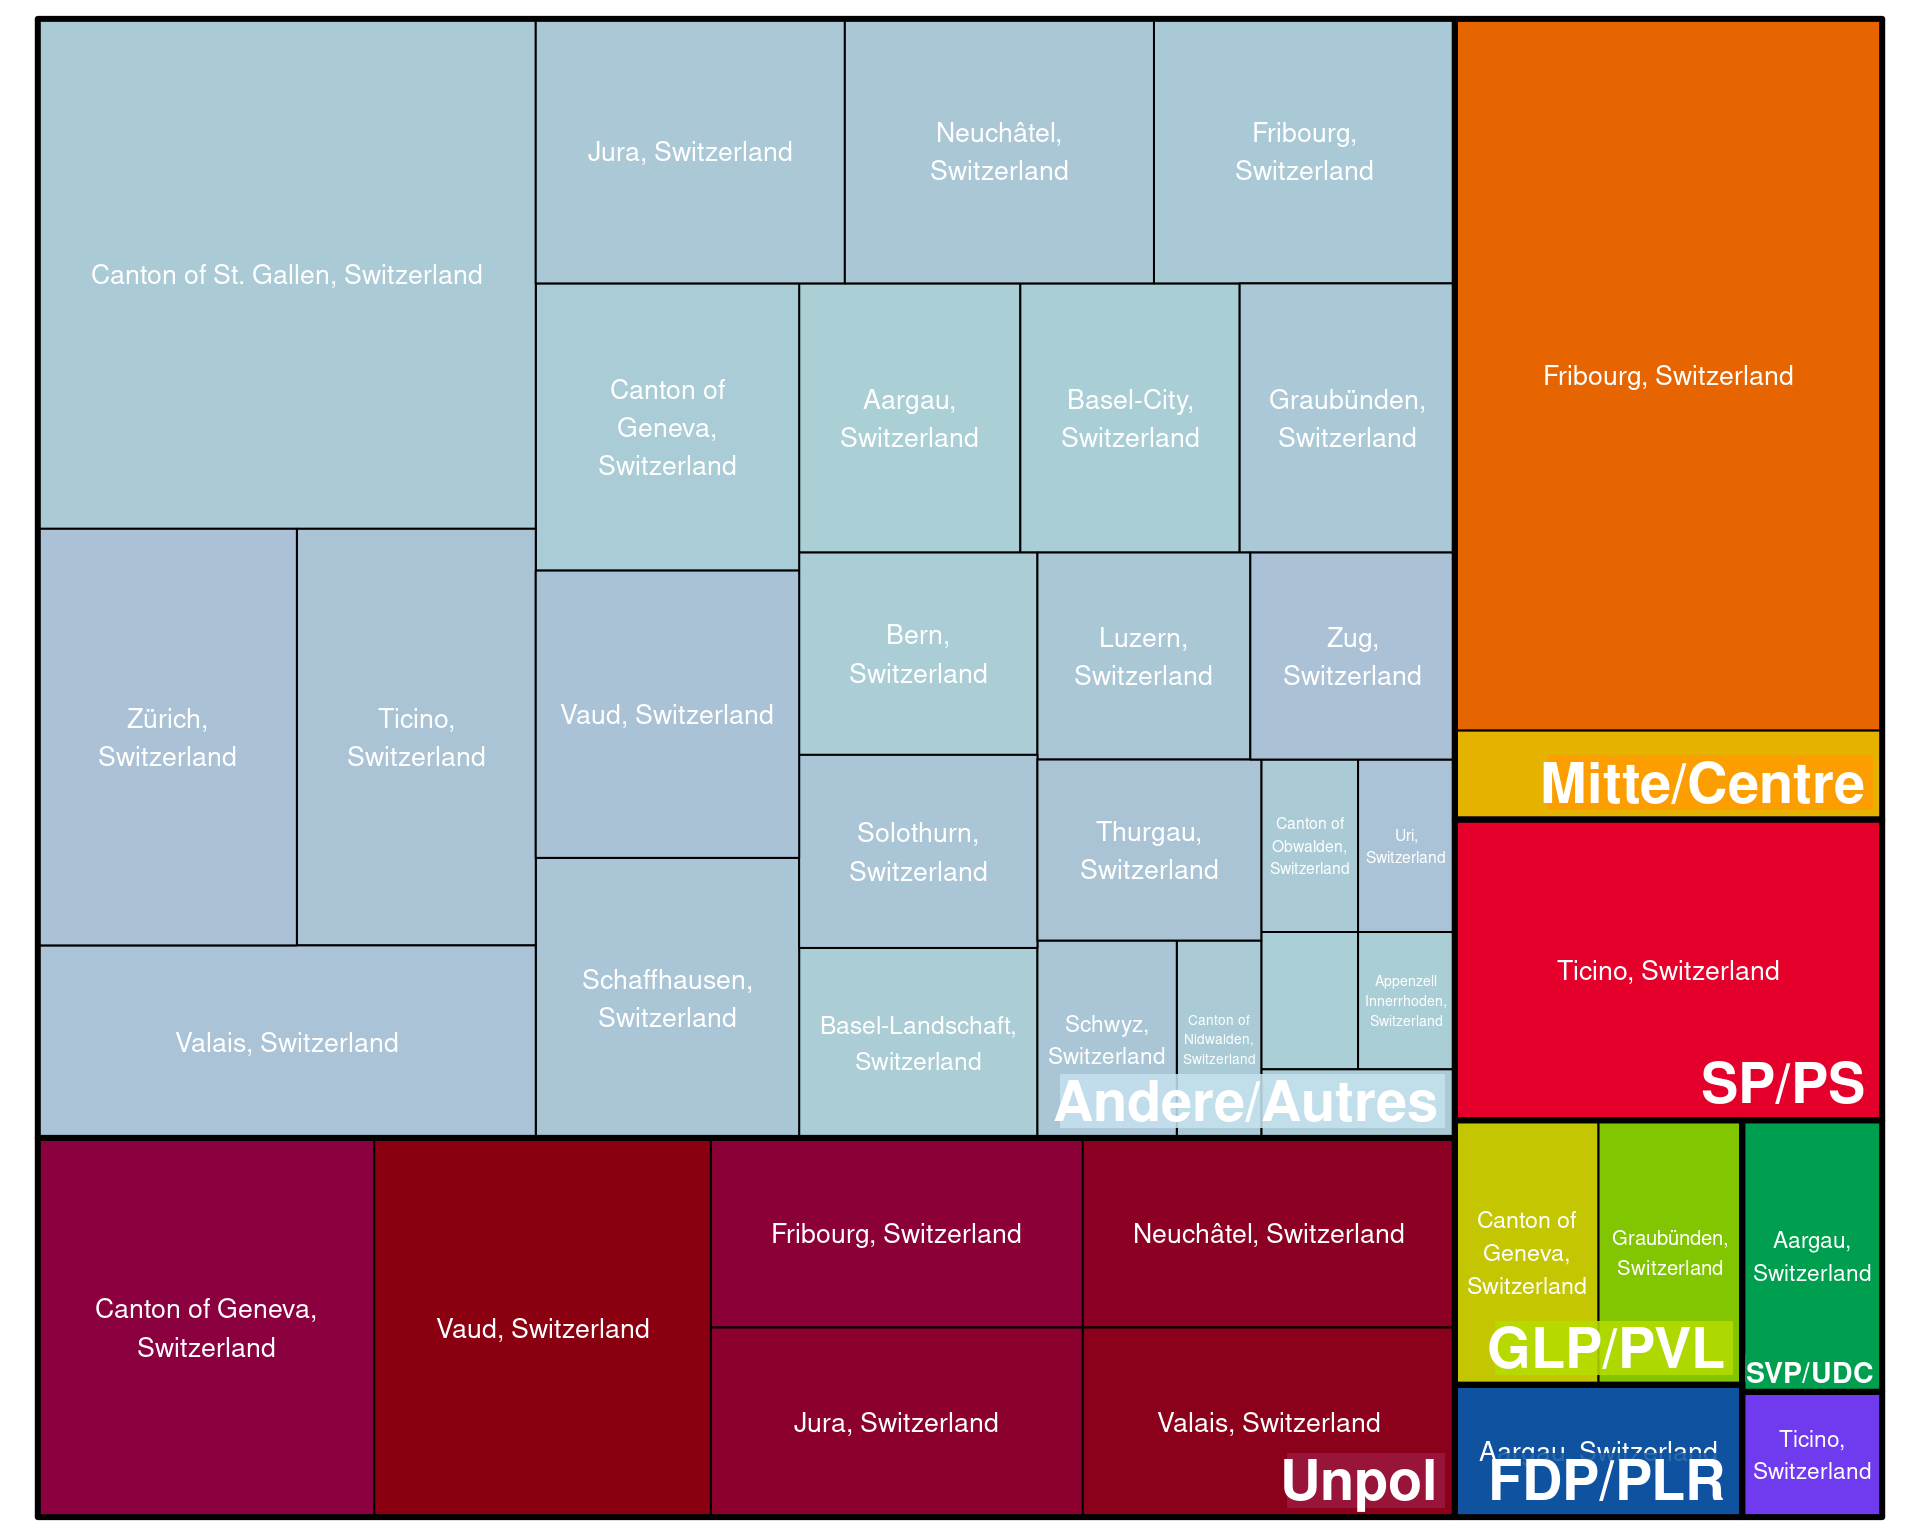 Canton of St. Gallen, Switzerland
Jura, Switzerland
Neuchâtel,
Switzerland
Fribourg,
Switzerland
Canton of
Geneva,
Switzerland
Aargau,
Switzerland
Basel-City,
Switzerland
Graubünden,
Switzerland
Zürich,
Switzerland
Ticino,
Switzerland
Vaud, Switzerland
Bern,
Switzerland
Luzern,
Switzerland
Zug,
Switzerland
Solothurn,
Switzerland
Thurgau,
Switzerland
Canton of
Obwalden,
Switzerland
Uri,
Switzerland
Valais, Switzerland
Schaffhausen,
Switzerland
Basel-Landschaft,
Switzerland
Schwyz,
Switzerland
Canton of
Nidwalden,
Switzerland
Appenzell
Innerrhoden,
Switzerland
Andere/Autres
Fribourg, Switzerland
Mitte/Centre
Ticino, Switzerland
SP/PS
Canton of Geneva,
Switzerland
Vaud, Switzerland
Fribourg, Switzerland
Neuchâtel, Switzerland
Jura, Switzerland
Valais, Switzerland
Unpol
Canton of
Geneva,
Switzerland
Graubünden,
Switzerland
GLP/PVL
Aargau,
Switzerland
SVP/UDC
Aargau, Switzerland
FDP/PLR
Ticino,
Switzerland